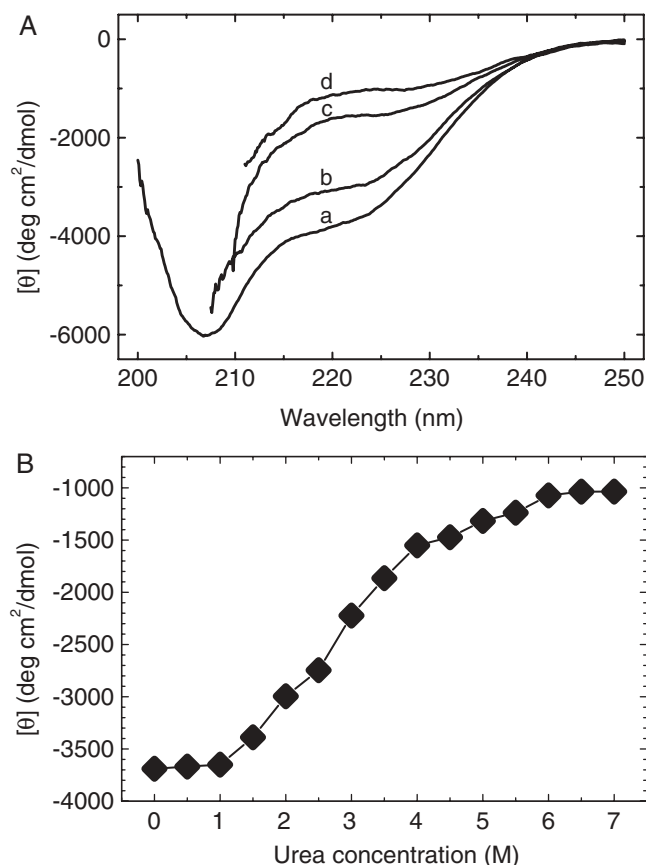 A
0
-2000
-4000
-6000
[θ] (deg cm²/dmol)
d
c
b
a
200 210 220 230 240 250
Wavelength (nm)
B
-1000
-1500
-2000
-2500
-3000
-3500
-4000
[θ] (deg cm²/dmol)
0 1 2 3 4 5 6 7
Urea concentration (M)